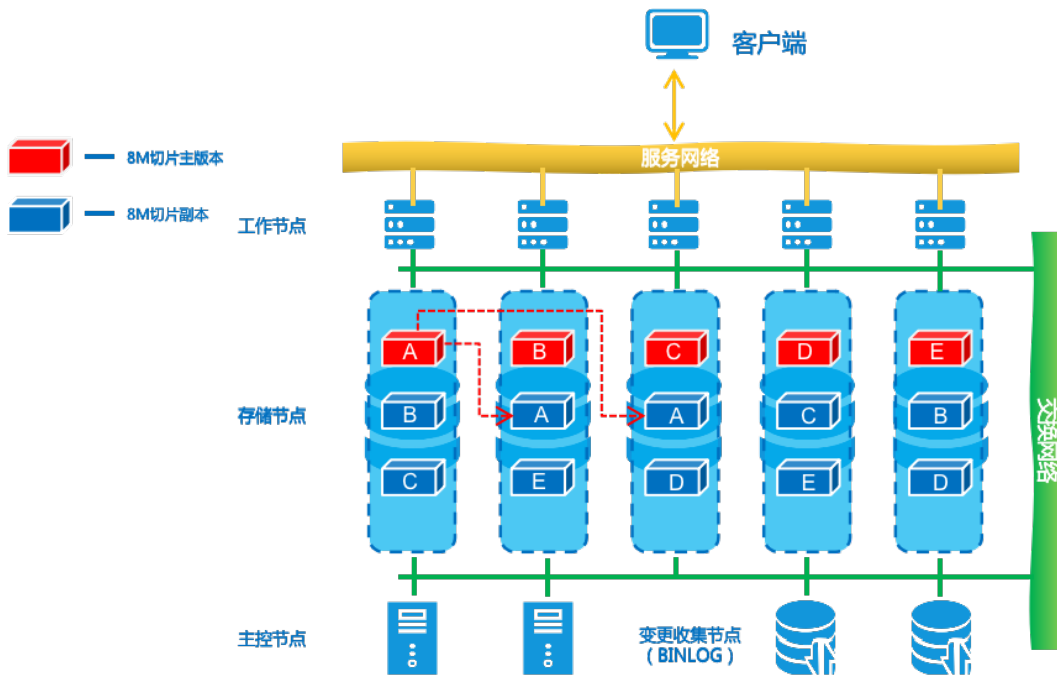 客户端
8M切片主版本
服务网络
8M切片副本
工作节点
A
B
C
D
E
存储节点
B
A
A
C
B
C
E
D
E
D
交换网络
主控节点
变更收集节点
(BINLOG)